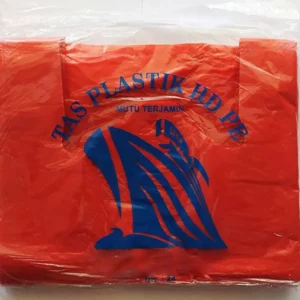 TAS PLASTIK HD PE
MUTU TERJAMIN